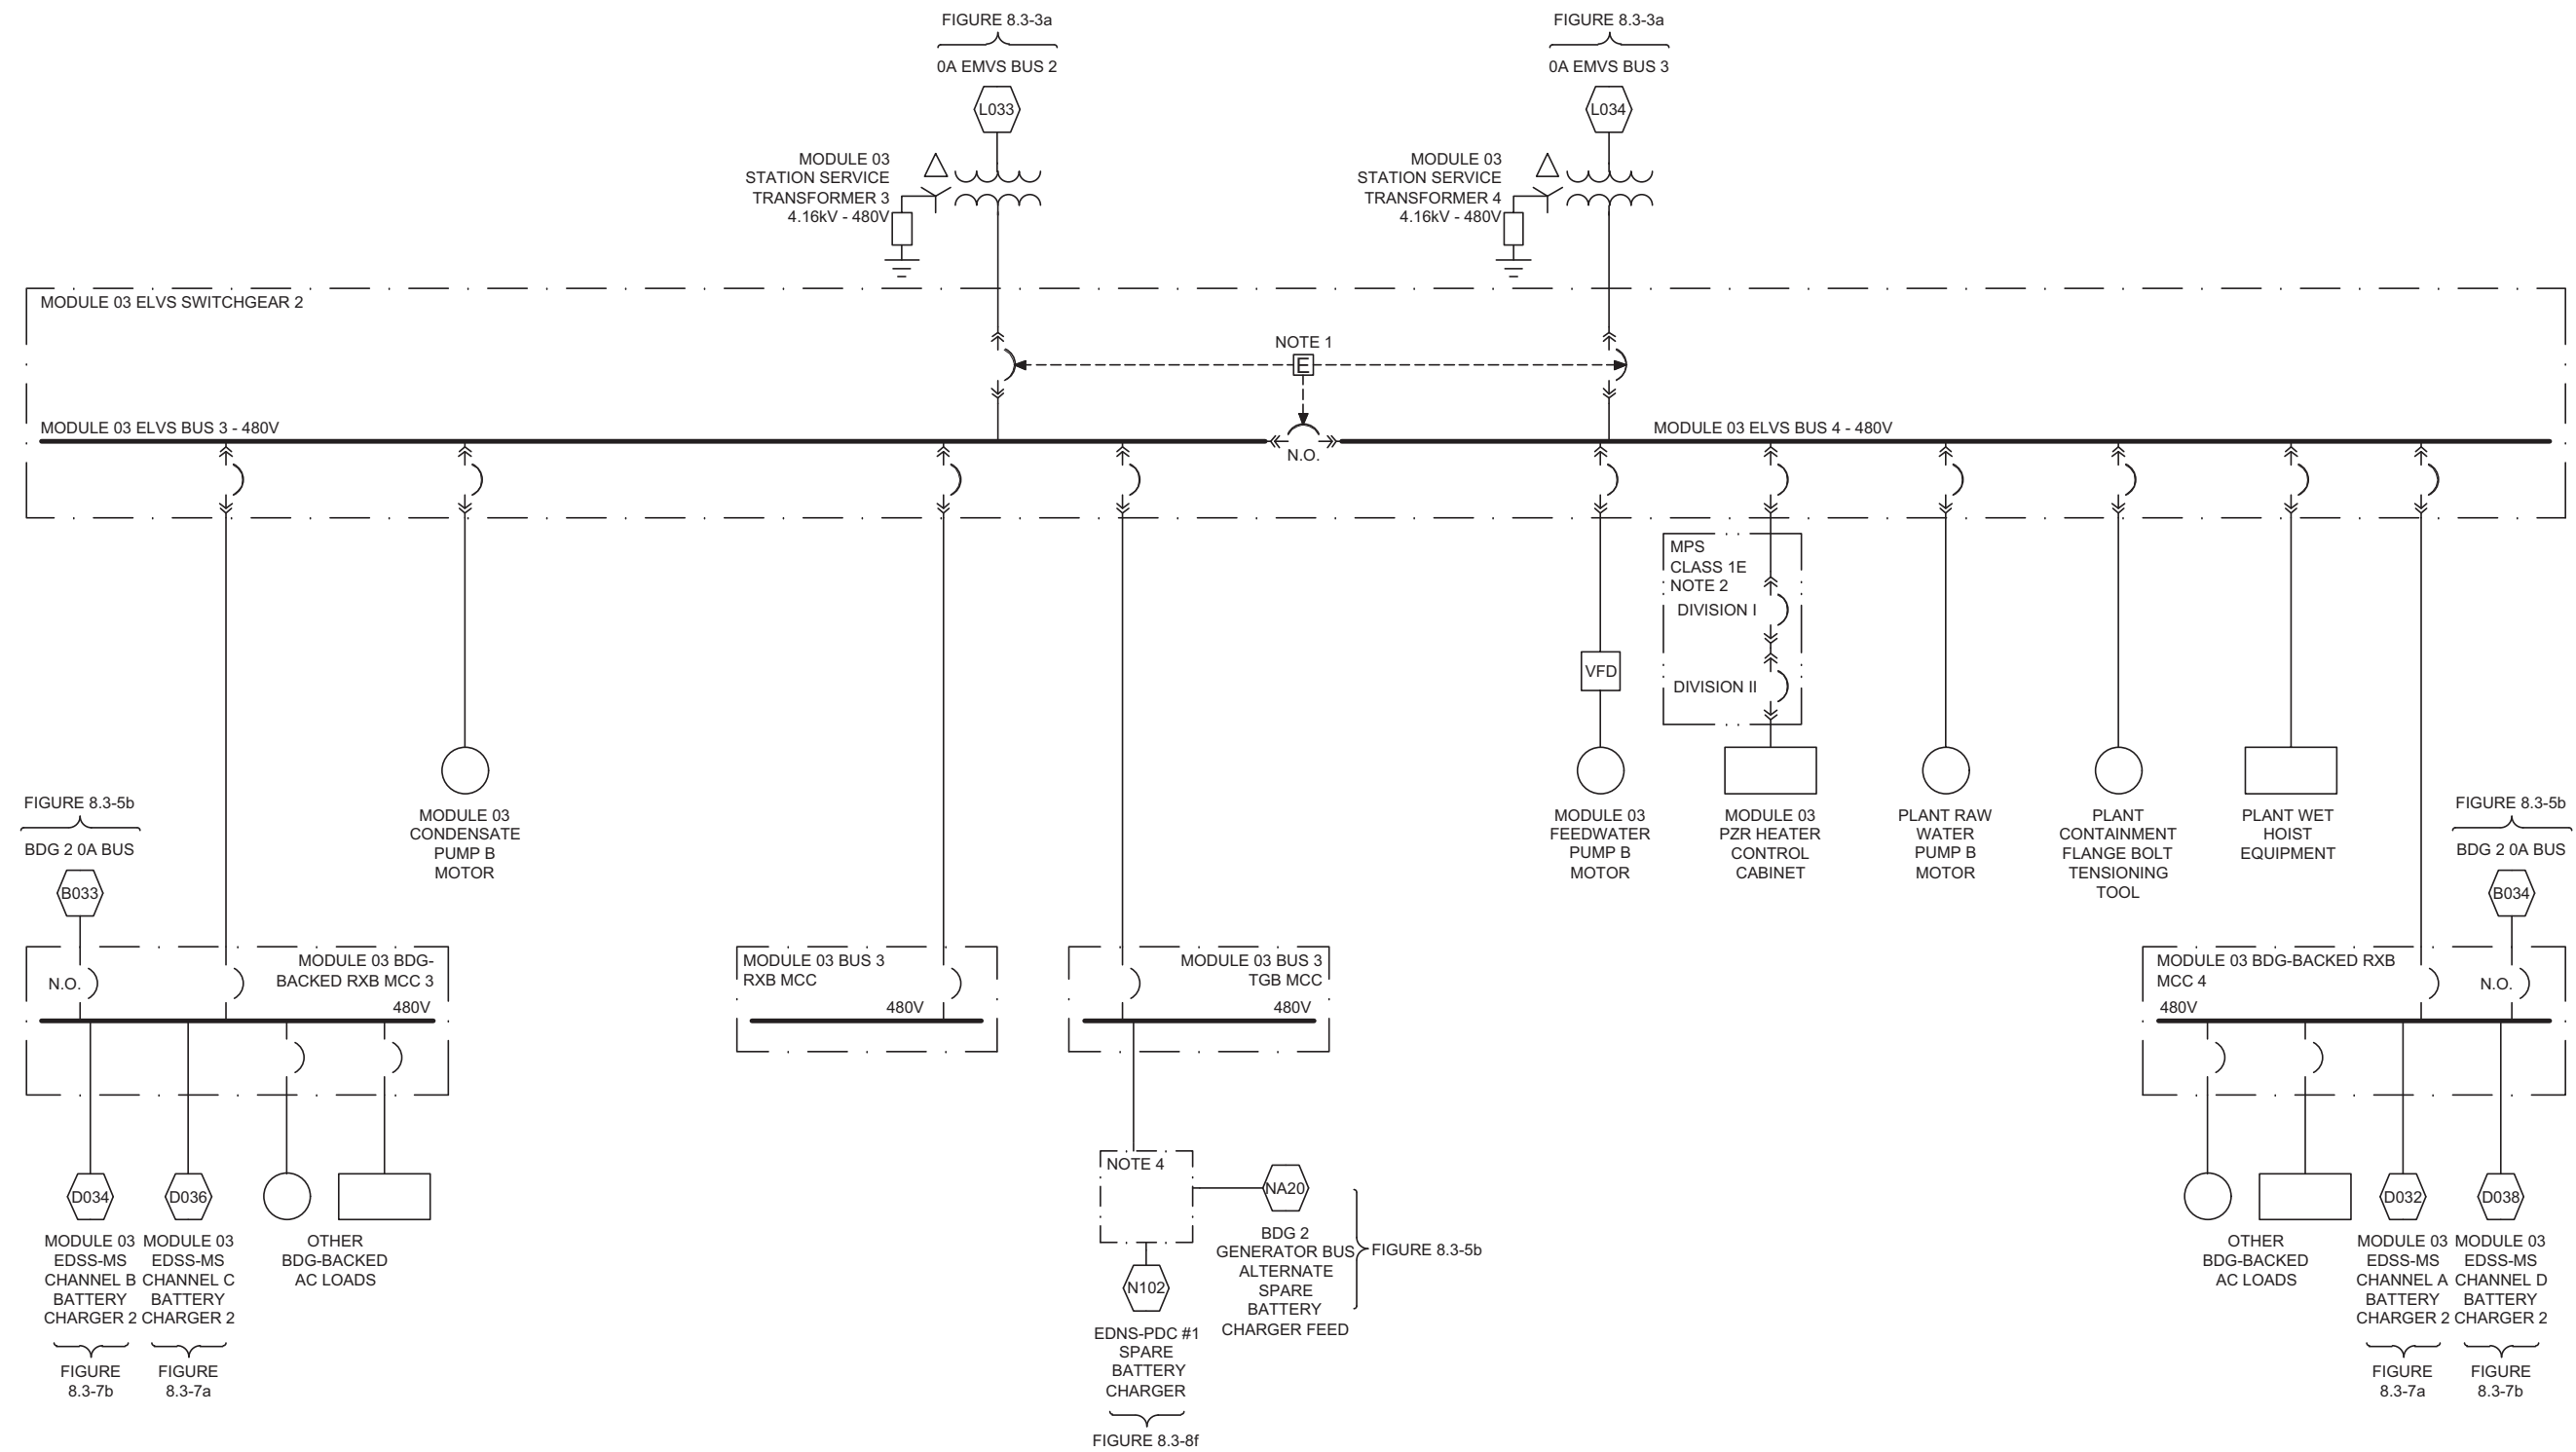 FIGURE 8.3-3a
0A EMVS BUS 2
L033
MODULE 03
STATION SERVICE
TRANSFORMER 3
4.16kV - 480V
FIGURE 8.3-3a
0A EMVS BUS 3
L034
MODULE 03
STATION SERVICE
TRANSFORMER 4
4.16kV - 480V
MODULE 03 ELVS SWITCHGEAR 2
NOTE 1
E
MODULE 03 ELVS BUS 3 - 480V
N.O.
MODULE 03 ELVS BUS 4 - 480V
MPS
CLASS 1E
NOTE 2
DIVISION I
DIVISION II
VFD
MODULE 03
CONDENSATE
PUMP B
MOTOR
MODULE 03
FEEDWATER
PUMP B
MOTOR
MODULE 03
PZR HEATER
CONTROL
CABINET
PLANT RAW
WATER
PUMP B
MOTOR
PLANT
CONTAINMENT
FLANGE BOLT
TENSIONING
TOOL
PLANT WET
HOIST
EQUIPMENT
FIGURE 8.3-5b
BDG 2 0A BUS
B033
FIGURE 8.3-5b
BDG 2 0A BUS
B034
N.O.
MODULE 03 BDG-
BACKED RXB MCC 3
480V
MODULE 03 BUS 3
RXB MCC
480V
MODULE 03 BUS 3
TGB MCC
480V
MODULE 03 BDG-BACKED RXB
MCC 4
480V
N.O.
D034
MODULE 03
EDSS-MS
CHANNEL B
BATTERY
CHARGER 2
FIGURE
8.3-7b
D036
MODULE 03
EDSS-MS
CHANNEL C
BATTERY
CHARGER 2
FIGURE
8.3-7a
OTHER
BDG-BACKED
AC LOADS
NOTE 4
NA20
BDG 2
GENERATOR BUS
ALTERNATE
SPARE
BATTERY
CHARGER FEED
FIGURE 8.3-5b
N102
EDNS-PDC #1
SPARE
BATTERY
CHARGER
FIGURE 8.3-8f
OTHER
BDG-BACKED
AC LOADS
D032
MODULE 03
EDSS-MS
CHANNEL A
BATTERY
CHARGER 2
FIGURE
8.3-7a
D038
MODULE 03
EDSS-MS
CHANNEL D
BATTERY
CHARGER 2
FIGURE
8.3-7b